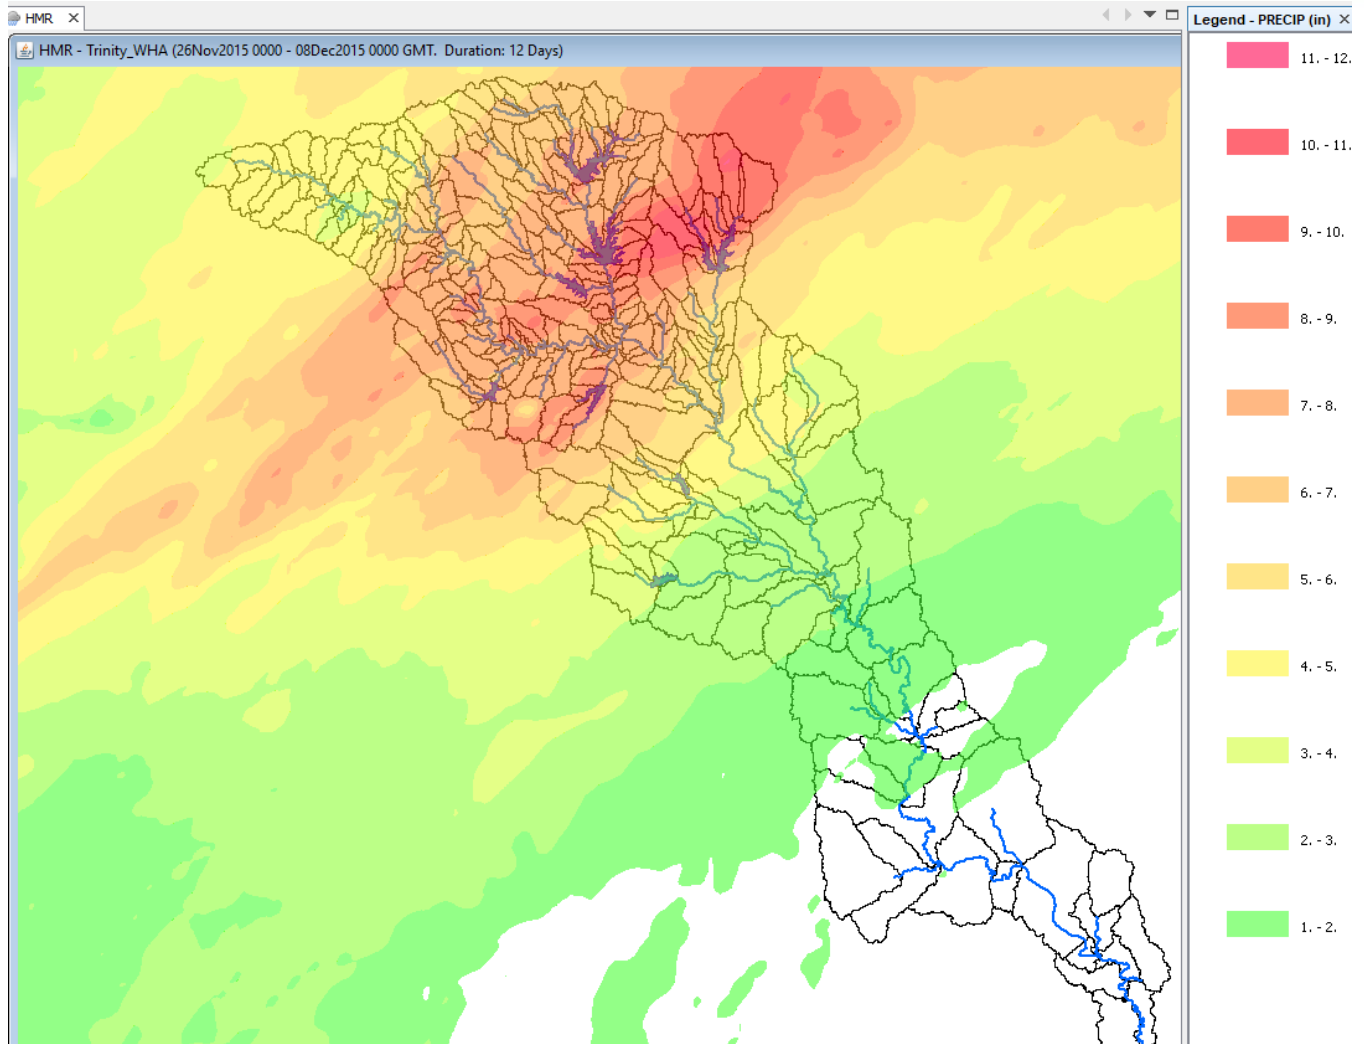 HMR
Legend - PRECIP (in)
HMR - Trinity_WHA (26Nov2015 0000 - 08Dec2015 0000 GMT. Duration: 12 Days)
11. - 12.
10. - 11.
9. - 10.
8. - 9.
7. - 8.
6. - 7.
5. - 6.
4. - 5.
3. - 4.
2. - 3.
1. - 2.